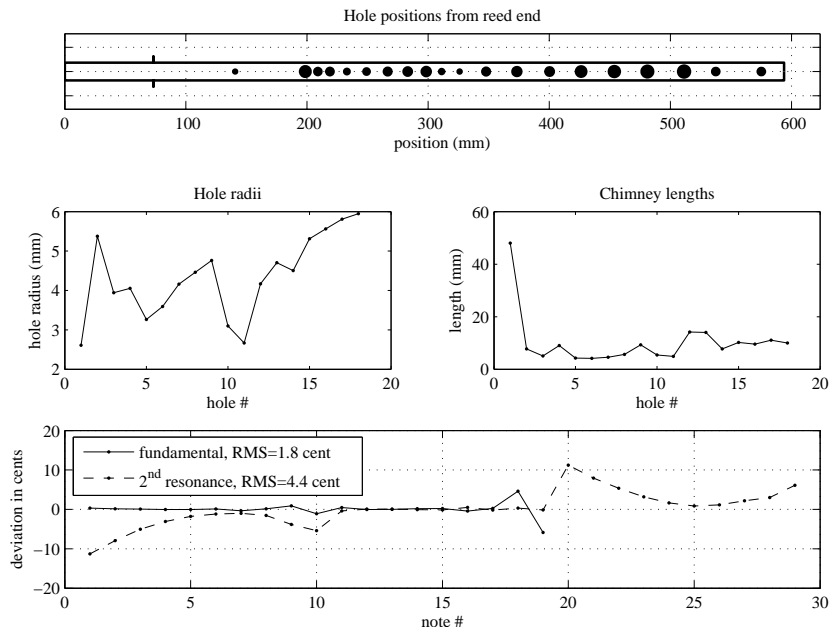 Hole positions from reed end
0 100 200 300 400 500 600
position (mm)
Hole radii
6
5
4
3
2
hole radius (mm)
0 5 10 15 20
hole #
Chimney lengths
60
40
20
0
length (mm)
0 5 10 15 20
hole #
20
10
0
−10
−20
deviation in cents
fundamental, RMS=1.8 cent
2nd resonance, RMS=4.4 cent
0 5 10 15 20 25 30
note #